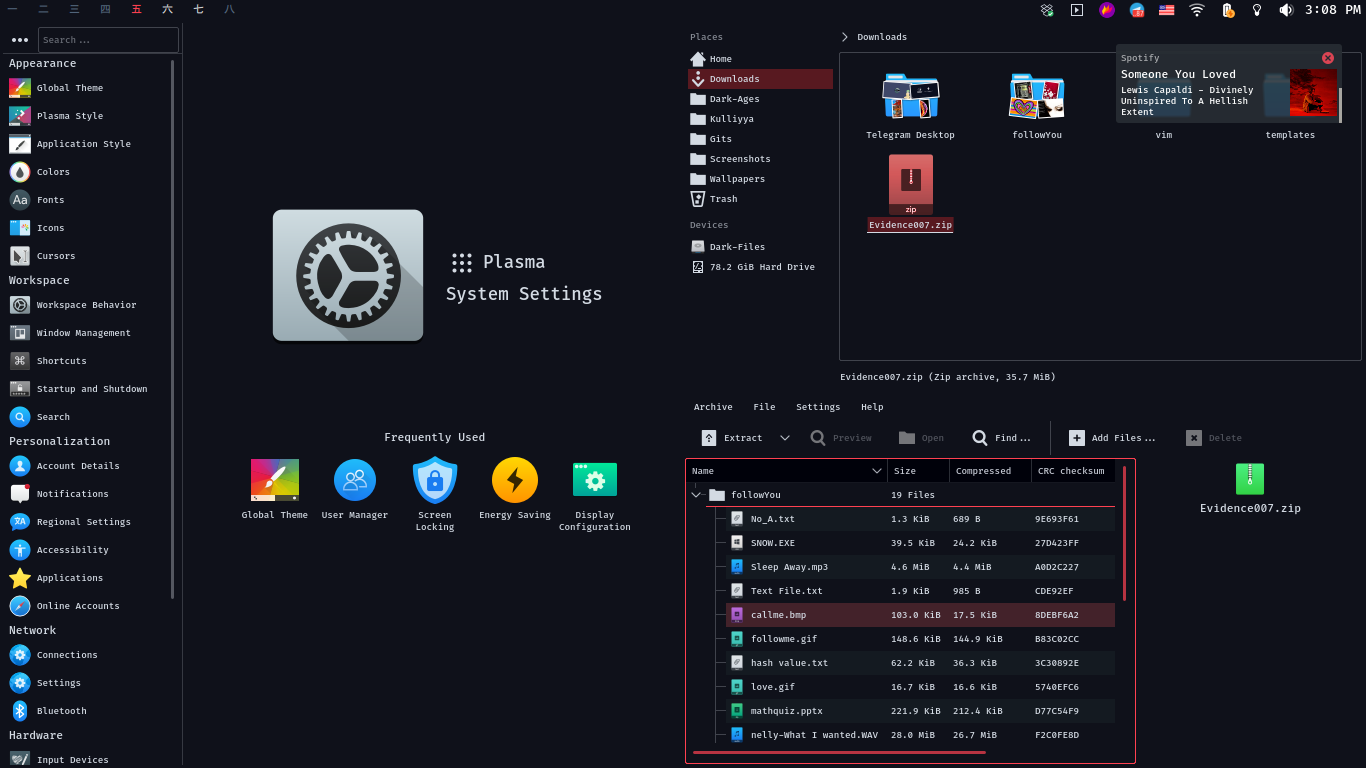 一 二 三 四 五 六 七 八
87
3:08 PM
Search ...
Appearance
Global Theme
Plasma Style
Application Style
Colors
Aa
Fonts
Icons
Cursors
Workspace
Workspace Behavior
Window Management
Shortcuts
Startup and Shutdown
Search
Personalization
Account Details
Notifications
Regional Settings
Accessibility
Applications
Online Accounts
Network
Connections
Settings
Bluetooth
Hardware
Input Devices
Plasma
System Settings
Frequently Used
Global Theme
User Manager
Screen
Locking
Energy Saving
Display
Configuration
Places
Home
Downloads
Dark-Ages
Kulliyya
Gits
Screenshots
Wallpapers
Trash
Devices
Dark-Files
78.2 GiB Hard Drive
Downloads
Telegram Desktop
followYou
vim
templates
zip
Evidence007.zip
Evidence007.zip (Zip archive, 35.7 MiB)
Spotify
Someone You Loved
Lewis Capaldi - Divinely
Uninspired To A Hellish
Extent
Archive File Settings Help
Extract Preview Open Find ... Add Files ... Delete
Name Size Compressed CRC checksum
followYou 19 Files
No_A.txt 1.3 KiB 689 B 9E693F61
SNOW.EXE 39.5 KiB 24.2 KiB 27D423FF
Sleep Away.mp3 4.6 MiB 4.4 MiB A0D2C227
Text File.txt 1.9 KiB 985 B CDE92EF
callme.bmp 103.0 KiB 17.5 KiB 8DEBF6A2
followme.gif 148.6 KiB 144.9 KiB B83C02CC
hash value.txt 62.2 KiB 36.3 KiB 3C30892E
love.gif 16.7 KiB 16.6 KiB 5740EFC6
mathquiz.pptx 221.9 KiB 212.4 KiB D77C54F9
nelly-What I wanted.WAV 28.0 MiB 26.7 MiB F2C0FE8D
Evidence007.zip